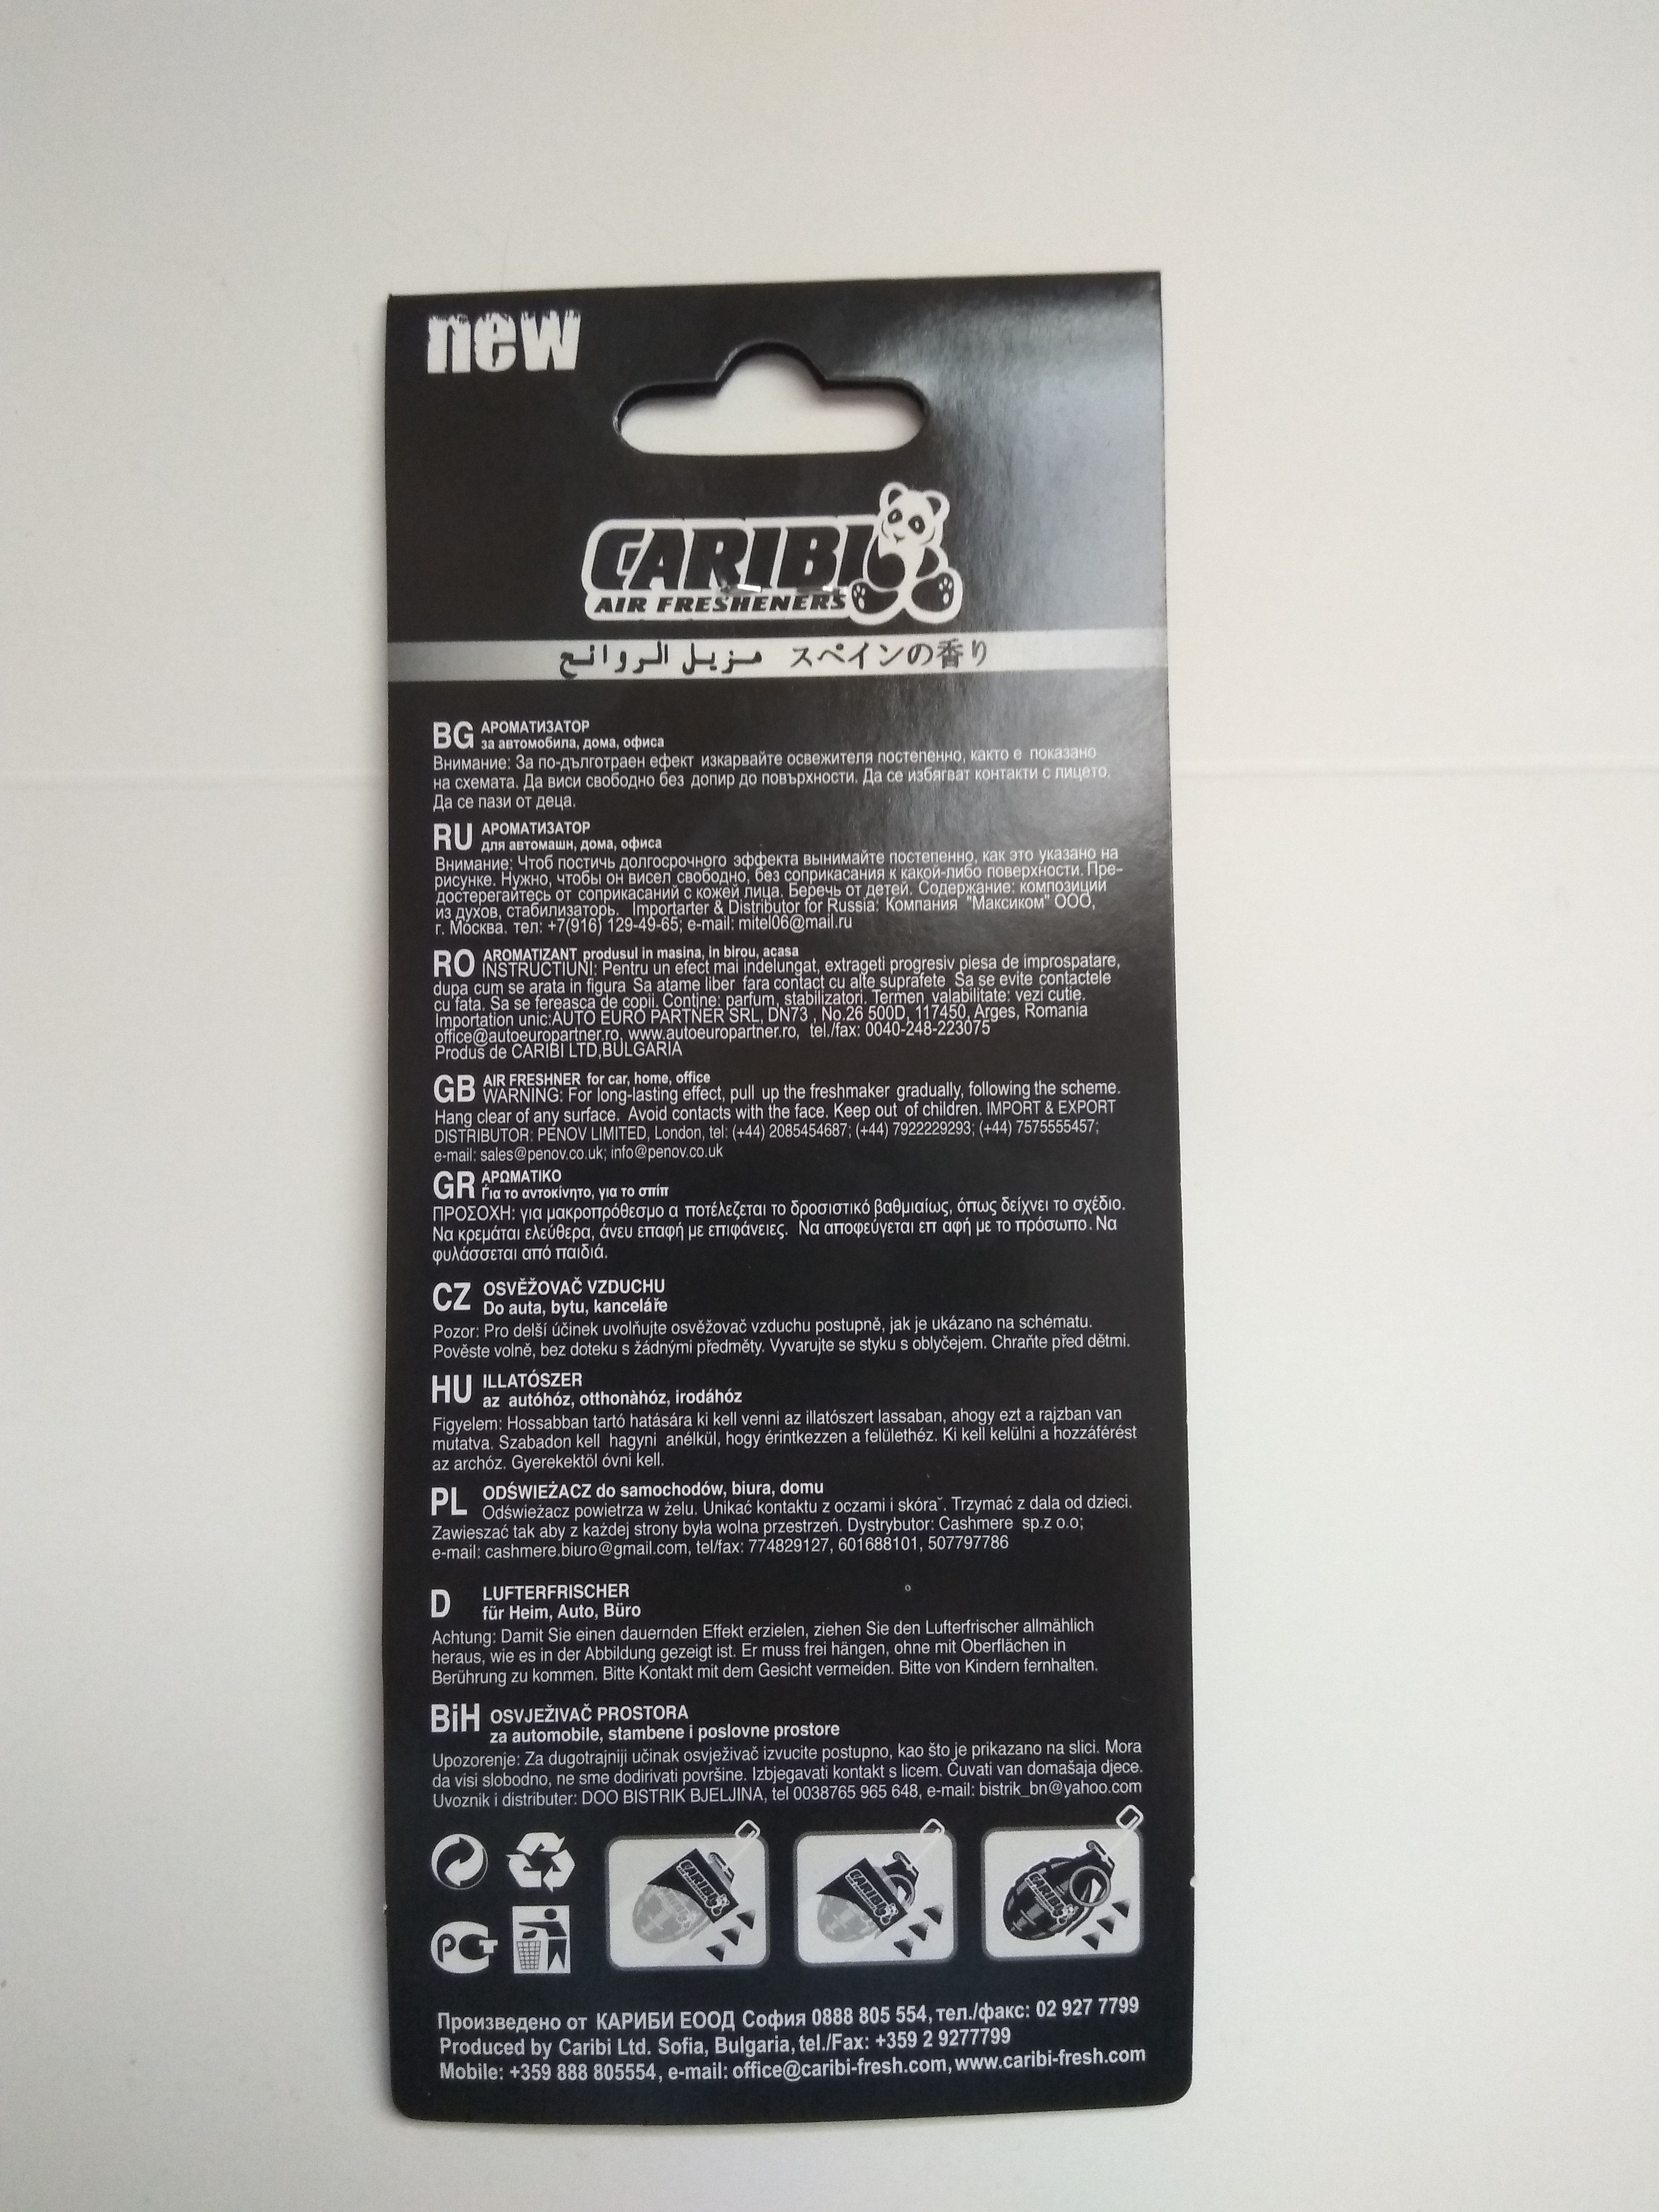 new
CARIBI
AIR FRESHENERS
مزيل الروائح スペインの香り
BG АРОМАТИЗАТОР
за автомобила, дома, офиса
Внимание: За по-дълготраен ефект изкарвайте освежителя постепенно, както е показано
на схемата. Да виси свободно без допир до повърхности. Да се избягват контакти с лицето.
Да се пази от деца.
RU АРОМАТИЗАТОР
для автомашн, дома, офиса
Внимание: Чтоб постичь долгосрочного эффекта вынимайте постепенно, как это указано на
рисунке. Нужно, чтобы он висел свободно, без соприкасания к какой-либо поверхности. Пре-
достерегайтесь от соприкасаний с кожей лица. Беречь от детей. Содержание: композиции
из духов, стабилизаторь. Importarter & Distributor for Russia: Компания "Максиком" ООО,
г. Москва. тел: +7(916) 129-49-65; e-mail: mitel06@mail.ru
RO AROMATIZANT produsul in masina, in birou, acasa
INSTRUCTIUNI: Pentru un efect mai indelungat, extrageti progresiv piesa de improspatare,
dupa cum se arata in figura Sa atame liber fara contact cu alte suprafete Sa se evite contactele
cu fata. Sa se fereasca de copii. Contine: parfum, stabilizatori. Termen valabilitate: vezi cutie.
Importation unic:AUTO EURO PARTNER SRL, DN73 , No.26 500D, 117450, Arges, Romania
office@autoeuropartner.ro, www.autoeuropartner.ro, tel./fax: 0040-248-223075
Produs de CARIBI LTD,BULGARIA
GB AIR FRESHNER for car, home, office
WARNING: For long-lasting effect, pull up the freshmaker gradually, following the scheme.
Hang clear of any surface. Avoid contacts with the face. Keep out of children. IMPORT & EXPORT
DISTRIBUTOR: PENOV LIMITED, London, tel: (+44) 2085454687; (+44) 7922229293; (+44) 7575555457;
e-mail: sales@penov.co.uk; info@penov.co.uk
GR ΑΡΩΜΑΤΙΚΟ
Για το αντοκίνητο, για το σπίπ
ΠΡΟΣΟΧΗ: για μακροπρόθεσμο α ποτέλεζεται το δροσιστικό βαθμιαίως, όπως δείχνει το σχέδιο.
Να κρεμάται ελεύθερα, άνευ επαφή με επιφάνειες. Να αποφεύγεται επ αφή με το πρόσωπο. Να
φυλάσσεται από παιδιά.
CZ OSVĚŽOVAČ VZDUCHU
Do auta, bytu, kanceláře
Pozor: Pro delší účinek uvolňujte osvěžovač vzduchu postupně, jak je ukázano na schématu.
Pověste volně, bez doteku s žádnými předměty. Vyvarujte se styku s oblyčejem. Chraňte před dětmi.
HU ILLATÓSZER
az autóhóz, otthonàhóz, irodáhóz
Figyelem: Hossabban tartó hatására ki kell venni az illatószert lassaban, ahogy ezt a rajzban van
mutatva. Szabadon kell hagyni anélkül, hogy érintkezzen a felülethéz. Ki kell kelülni a hozzáférést
az archóz. Gyerekektöl óvni kell.
PL ODŚWIEŻACZ do samochodów, biura, domu
Odświeżacz powietrza w żelu. Unikać kontaktu z oczami i skóra˘. Trzymać z dala od dzieci.
Zawieszać tak aby z każdej strony była wolna przestrzeń. Dystrybutor: Cashmere sp.z o.o;
e-mail: cashmere.biuro@gmail.com, tel/fax: 774829127, 601688101, 507797786
D LUFTERFRISCHER
für Heim, Auto, Büro
Achtung: Damit Sie einen dauernden Effekt erzielen, ziehen Sie den Lufterfrischer allmählich
heraus, wie es in der Abbildung gezeigt ist. Er muss frei hängen, ohne mit Oberflächen in
Berührung zu kommen. Bitte Kontakt mit dem Gesicht vermeiden. Bitte von Kindern fernhalten.
BiH OSVJEŽIVAČ PROSTORA
za automobile, stambene i poslovne prostore
Upozorenje: Za dugotrajniji učinak osvježivač izvucite postupno, kao što je prikazano na slici. Mora
da visi slobodno, ne sme dodirivati površine. Izbjegavati kontakt s licem. Čuvati van domašaja djece.
Uvoznik i distributer: DOO BISTRIK BJELJINA, tel 0038765 965 648, e-mail: bistrik_bn@yahoo.com
CARIBI CARIBI CARIBI
РСТ
Произведено от КАРИБИ ЕООД София 0888 805 554, тел./факс: 02 927 7799
Produced by Caribi Ltd. Sofia, Bulgaria, tel./Fax: +359 2 9277799
Mobile: +359 888 805554, e-mail: office@caribi-fresh.com, www.caribi-fresh.com